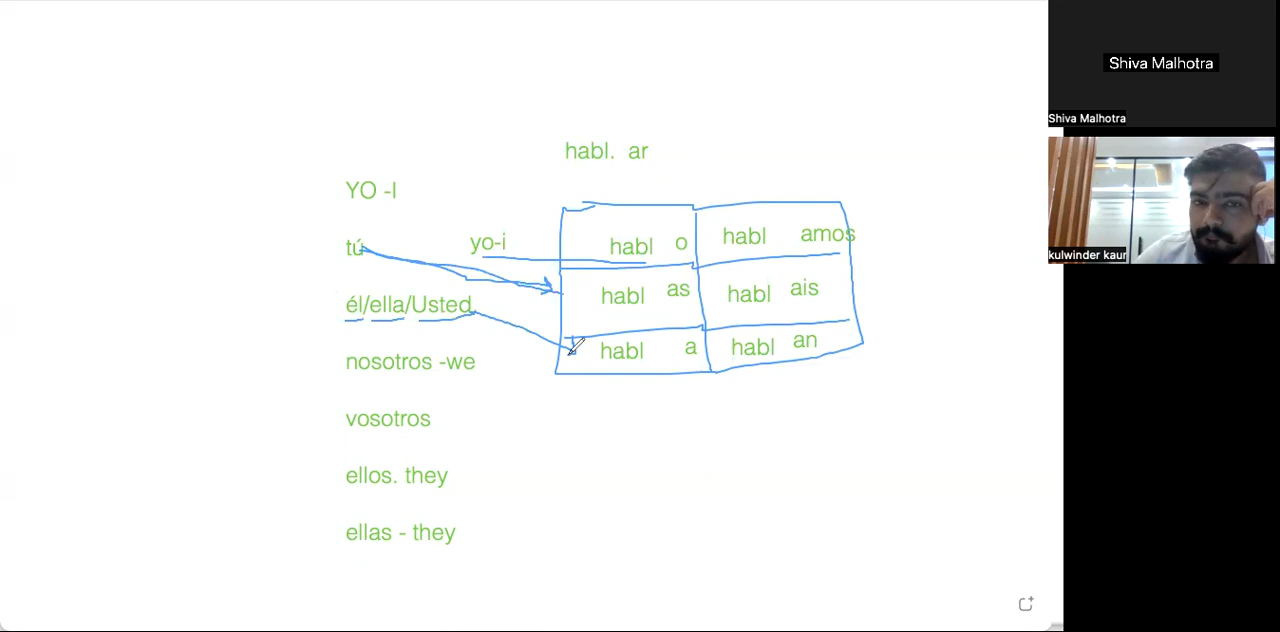 habl. ar
YO -I
tú
él/ella/Usted
nosotros -we
vosotros
ellos. they
ellas - they
yo-i
habl o habl amos
habl as habl ais
habl a habl an
Shiva Malhotra
Shiva Malhotra
kulwinder kaur